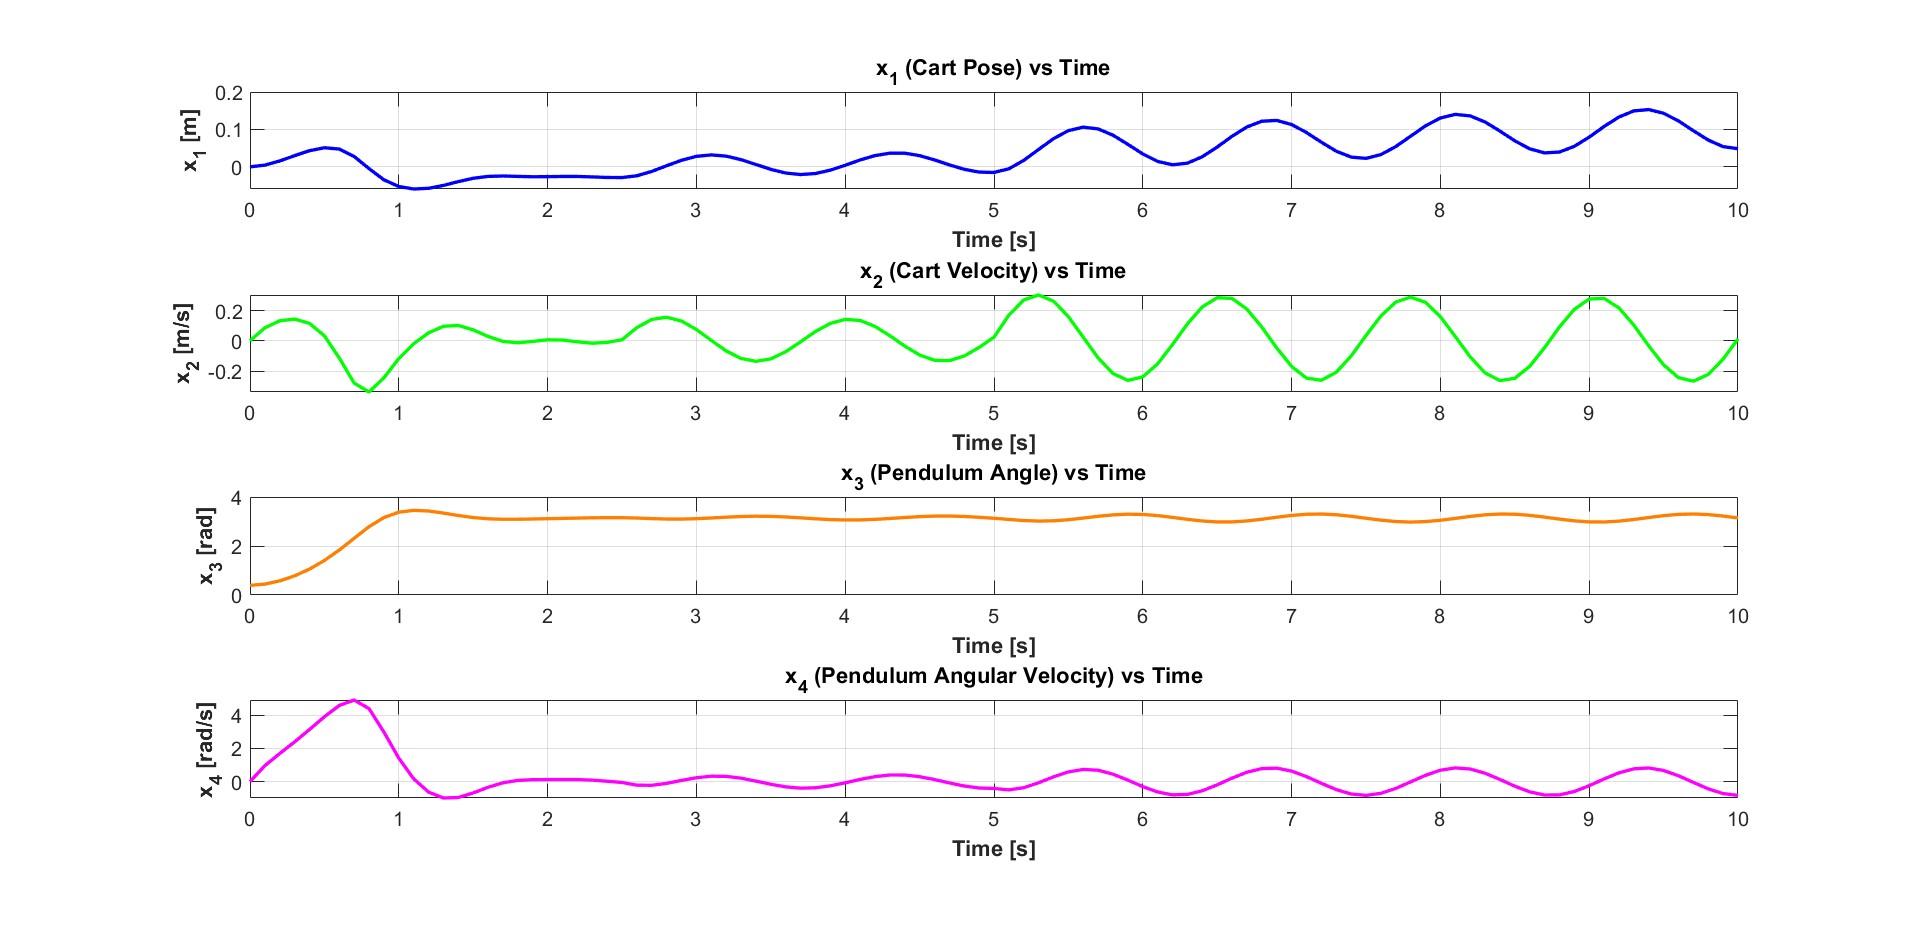 x1 (Cart Pose) vs Time
x1 [m]
0.2
0.1
0
0 1 2 3 4 5 6 7 8 9 10
Time [s]
x2 (Cart Velocity) vs Time
x2 [m/s]
0.2
0
-0.2
0 1 2 3 4 5 6 7 8 9 10
Time [s]
x3 (Pendulum Angle) vs Time
x3 [rad]
4
2
0
0 1 2 3 4 5 6 7 8 9 10
Time [s]
x4 (Pendulum Angular Velocity) vs Time
x4 [rad/s]
4
2
0
0 1 2 3 4 5 6 7 8 9 10
Time [s]